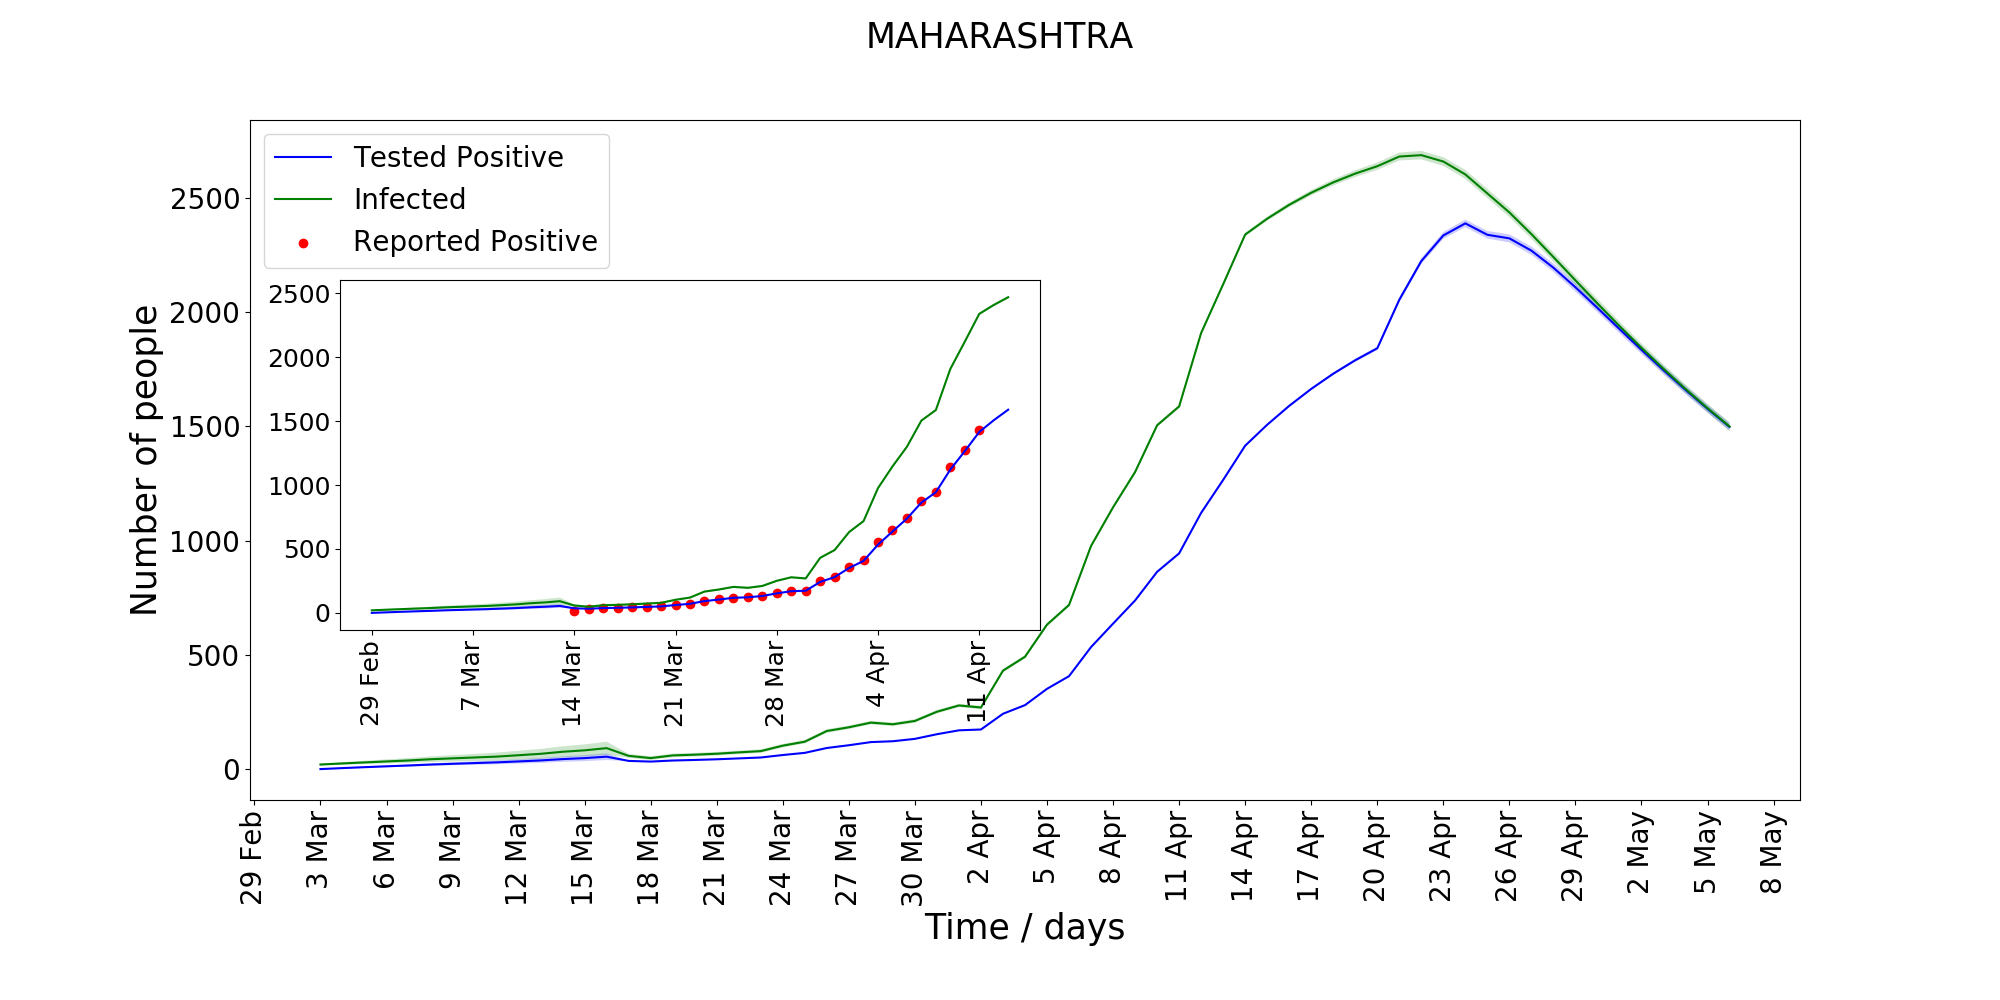 MAHARASHTRA
Tested Positive
Infected
Reported Positive
Number of people
2500
2000
1500
1000
500
0
2500
2000
1500
1000
500
0
29 Feb
7 Mar
14 Mar
21 Mar
28 Mar
4 Apr
11 Apr
29 Feb
3 Mar
6 Mar
9 Mar
12 Mar
15 Mar
18 Mar
21 Mar
24 Mar
27 Mar
30 Mar
2 Apr
5 Apr
8 Apr
11 Apr
14 Apr
17 Apr
20 Apr
23 Apr
26 Apr
29 Apr
2 May
5 May
8 May
Time / days